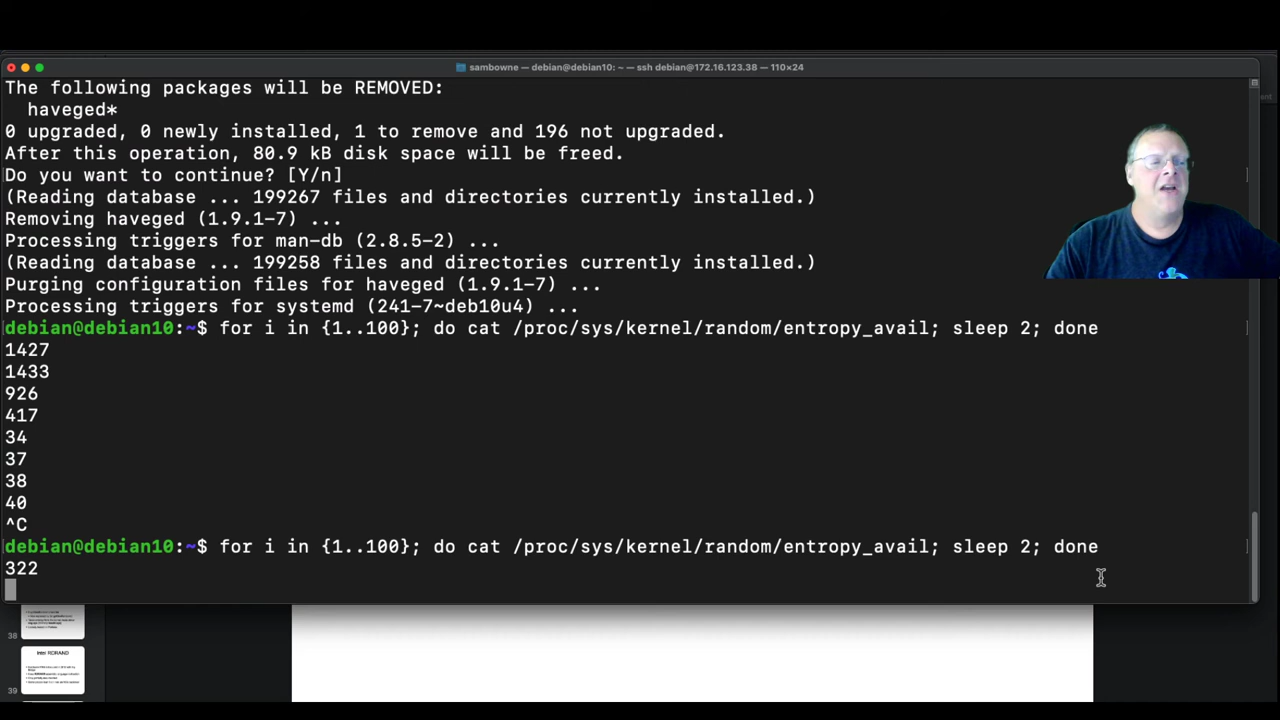 sambowne — debian@debian10: ~ — ssh debian@172.16.123.38 — 110×24
The following packages will be REMOVED:
haveged*
0 upgraded, 0 newly installed, 1 to remove and 196 not upgraded.
After this operation, 80.9 kB disk space will be freed.
Do you want to continue? [Y/n]
(Reading database ... 199267 files and directories currently installed.)
Removing haveged (1.9.1-7) ...
Processing triggers for man-db (2.8.5-2) ...
(Reading database ... 199258 files and directories currently installed.)
Purging configuration files for haveged (1.9.1-7) ...
Processing triggers for systemd (241-7~deb10u4) ...
debian@debian10:~$ for i in {1..100}; do cat /proc/sys/kernel/random/entropy_avail; sleep 2; done
1427
1433
926
417
34
37
38
40
^C
debian@debian10:~$ for i in {1..100}; do cat /proc/sys/kernel/random/entropy_avail; sleep 2; done
322
38
Intel RDRAND
39